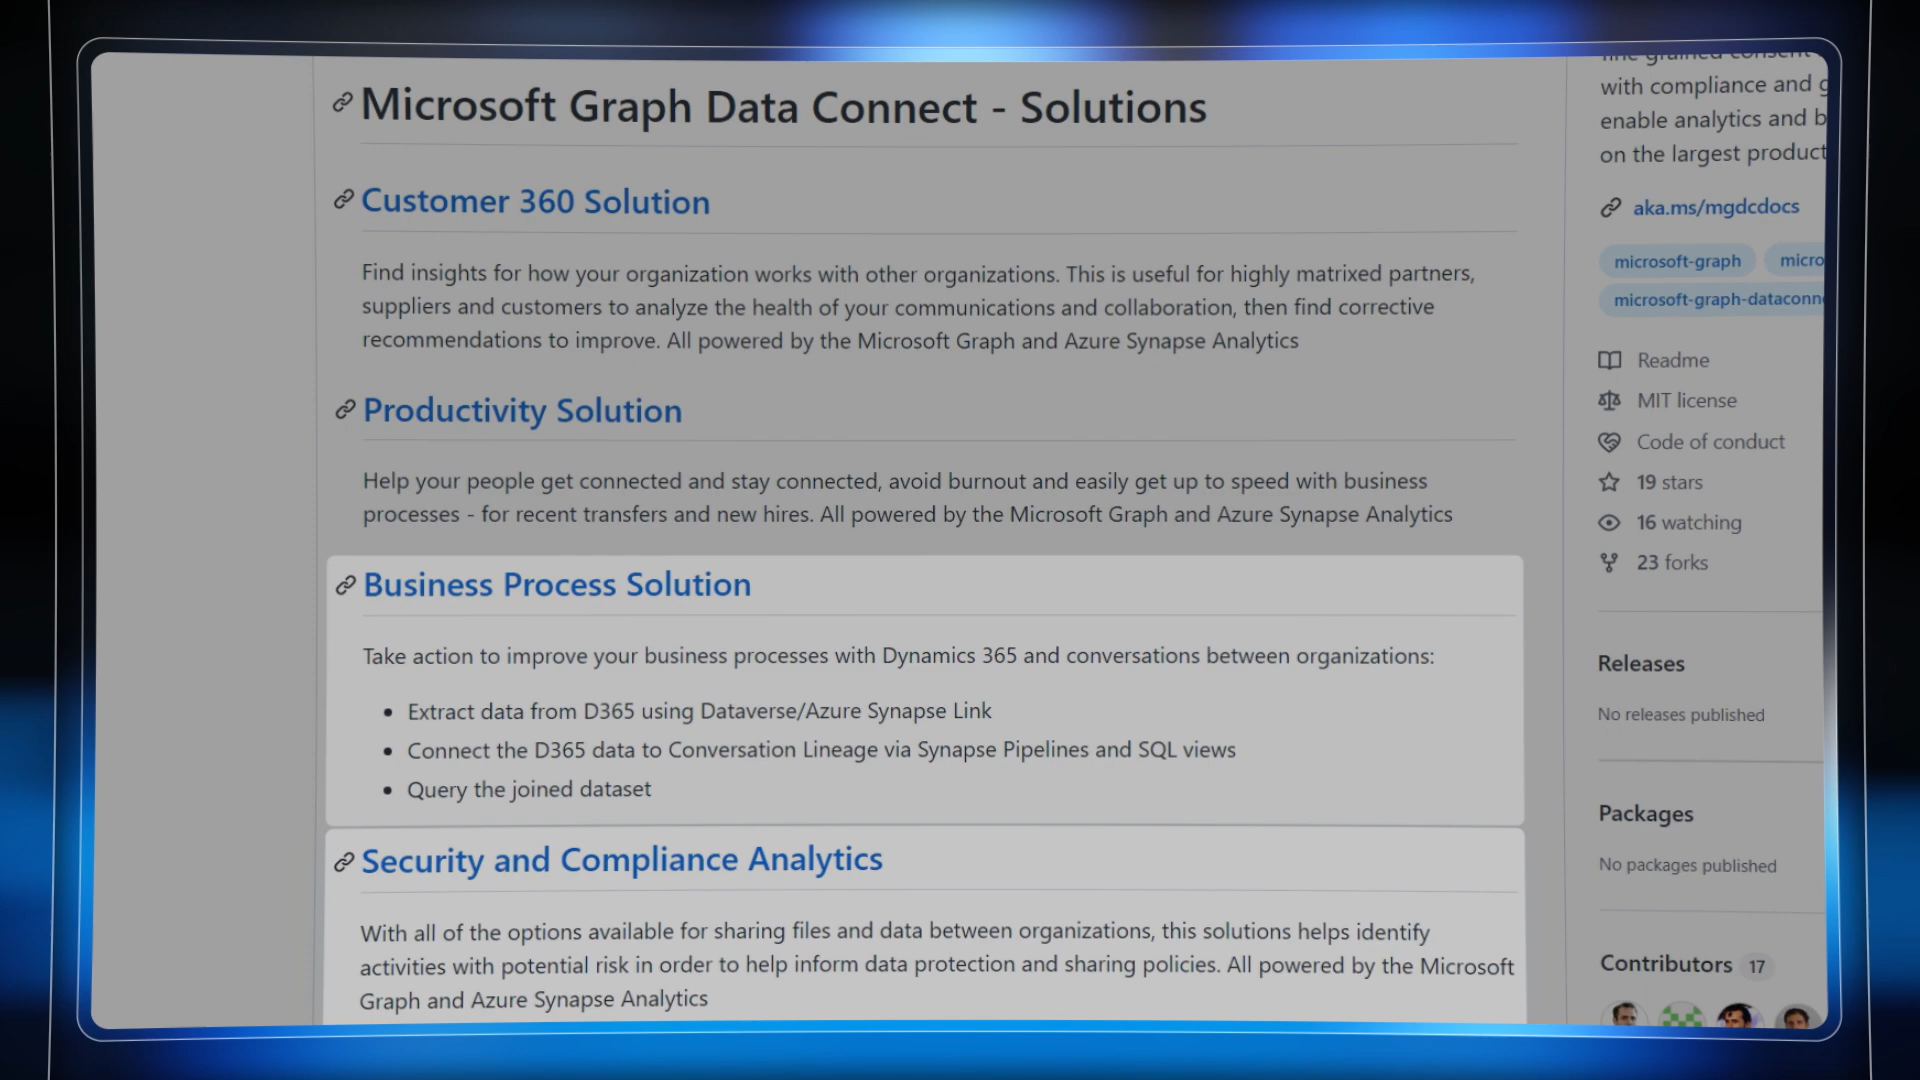 Microsoft Graph Data Connect - Solutions
Customer 360 Solution
Find insights for how your organization works with other organizations. This is useful for highly matrixed partners,
suppliers and customers to analyze the health of your communications and collaboration, then find corrective
recommendations to improve. All powered by the Microsoft Graph and Azure Synapse Analytics
Productivity Solution
Help your people get connected and stay connected, avoid burnout and easily get up to speed with business
processes - for recent transfers and new hires. All powered by the Microsoft Graph and Azure Synapse Analytics
Business Process Solution
Take action to improve your business processes with Dynamics 365 and conversations between organizations:
• Extract data from D365 using Dataverse/Azure Synapse Link
• Connect the D365 data to Conversation Lineage via Synapse Pipelines and SQL views
• Query the joined dataset
Security and Compliance Analytics
With all of the options available for sharing files and data between organizations, this solutions helps identify
activities with potential risk in order to help inform data protection and sharing policies. All powered by the Microsoft
Graph and Azure Synapse Analytics
fine grained consent
with compliance and
enable analytics and
on the largest product
aka.ms/mgdcdocs
microsoft-graph
micro
microsoft-graph-dataconn
Readme
MIT license
Code of conduct
19 stars
16 watching
23 forks
Releases
No releases published
Packages
No packages published
Contributors 17